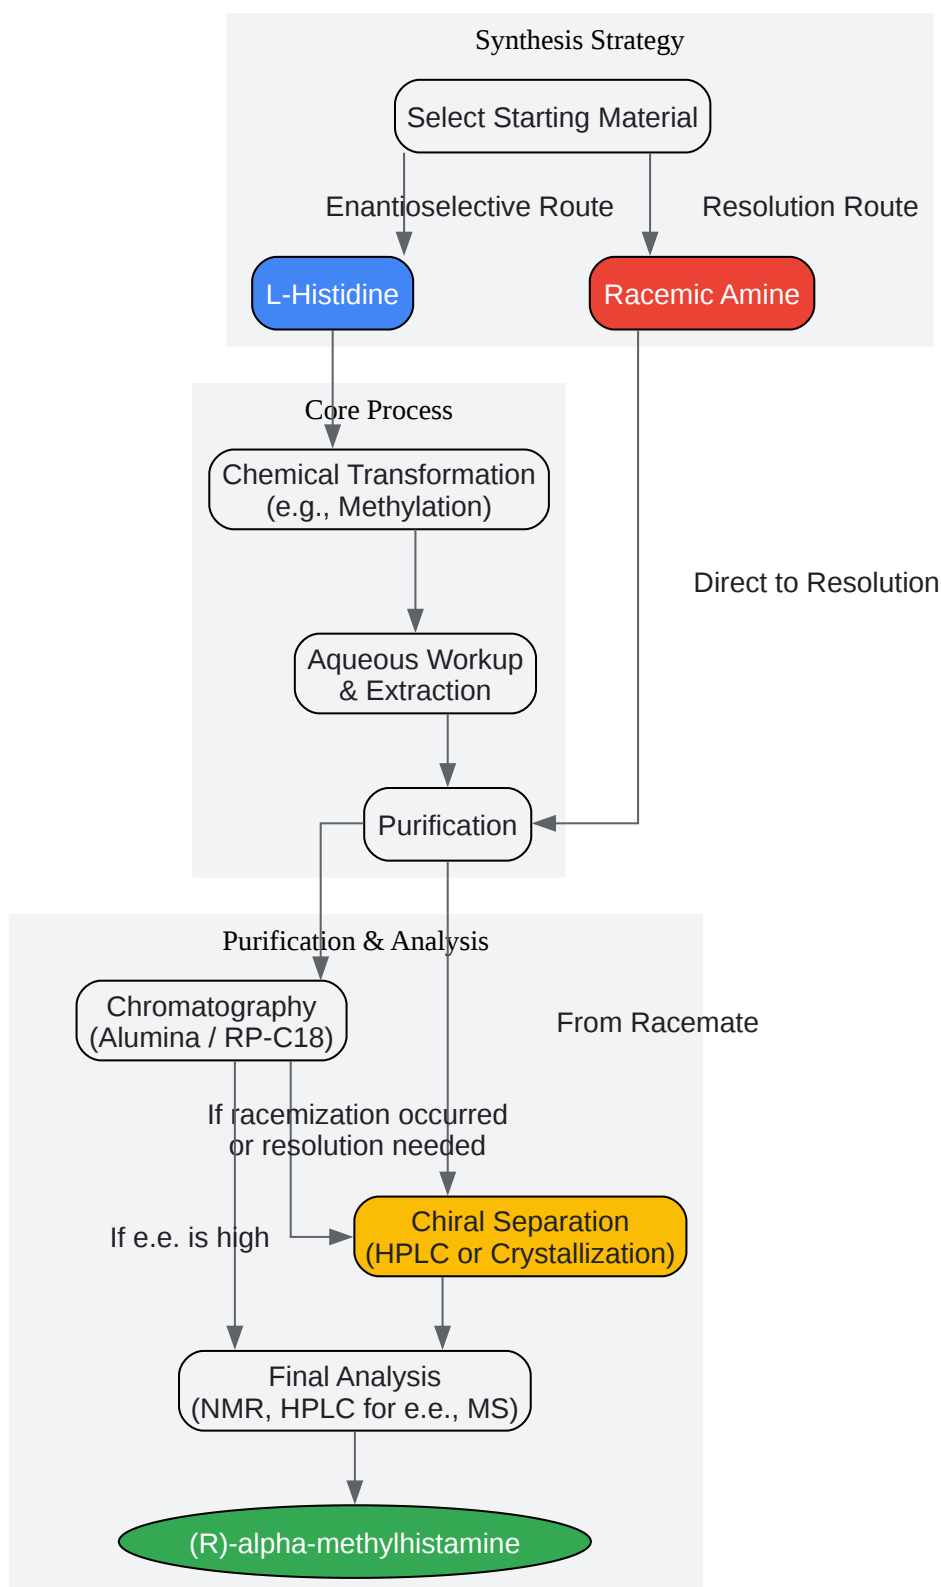 Synthesis Strategy
Select Starting Material
Enantioselective Route
Resolution Route
L-Histidine
Racemic Amine
Core Process
Chemical Transformation
(e.g., Methylation)
Direct to Resolution
Aqueous Workup
& Extraction
Purification
Purification & Analysis
Chromatography
(Alumina / RP-C18)
From Racemate
If racemization occurred
or resolution needed
If e.e. is high
Chiral Separation
(HPLC or Crystallization)
Final Analysis
(NMR, HPLC for e.e., MS)
(R)-alpha-methylhistamine